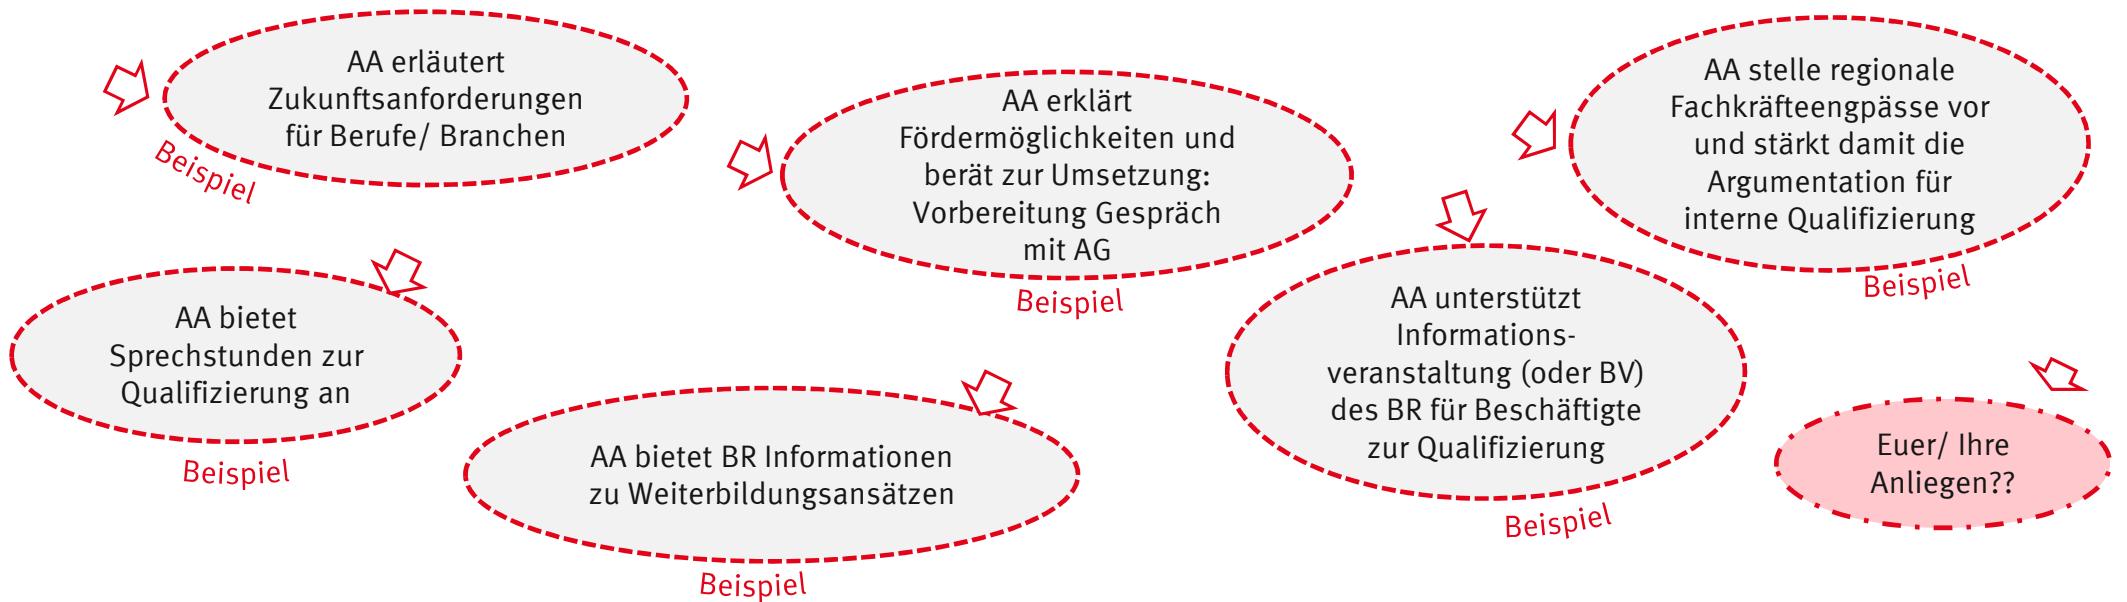 AA erläutert
Zukunftsanforderungen
für Berufe/ Branchen
Beispiel
AA erklärt
Fördermöglichkeiten und
berät zur Umsetzung:
Vorbereitung Gespräch
mit AG
Beispiel
AA stelle regionale
Fachkräfteengpässe vor
und stärkt damit die
Argumentation für
interne Qualifizierung
Beispiel
AA bietet
Sprechstunden zur
Qualifizierung an
Beispiel
AA bietet BR Informationen
zu Weiterbildungsansätzen
Beispiel
AA unterstützt
Informations-
veranstaltung (oder BV)
des BR für Beschäftigte
zur Qualifizierung
Beispiel
Euer/ Ihre
Anliegen??